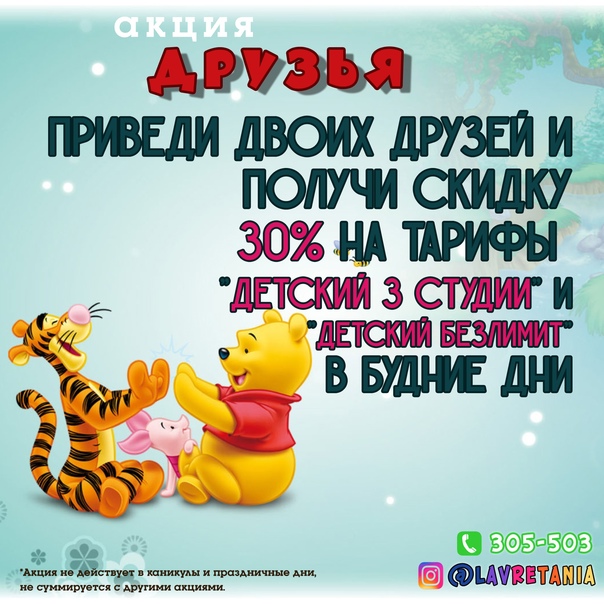 акция
ДРУЗЬЯ
ПРИВЕДИ ДВОИХ ДРУЗЕЙ И
ПОЛУЧИ СКИДКУ
30% НА ТАРИФЫ
"ДЕТСКИЙ 3 СТУДИИ" И
"ДЕТСКИЙ БЕЗЛИМИТ"
В БУДНИЕ ДНИ
305-503
@LAVRETANIA
*Акция не действует в каникулы и праздничные дни,
не суммируется с другими акциями.